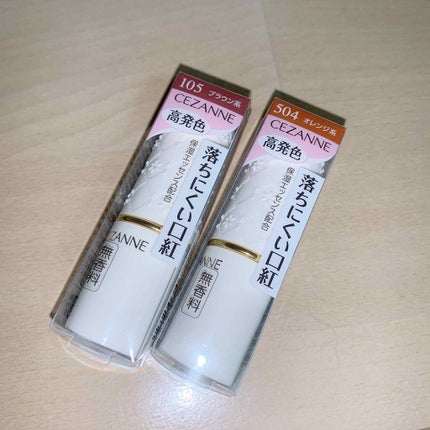 105 ブラウン系
CEZANNE
高発色
落ちにくい口紅
保湿エッセンス配合
CEZANNE
無香料
504 オレンジ系
CEZANNE
高発色
落ちにくい口紅
保湿エッセンス配合
ANNE
無香料